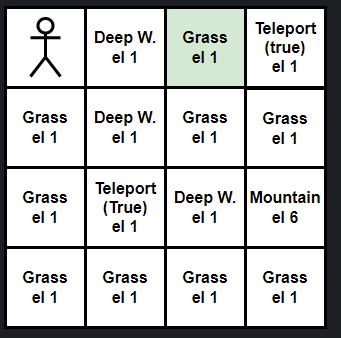 Deep W.
el 1
Grass
el 1
Teleport
(true)
el 1
Grass
el 1
Deep W.
el 1
Grass
el 1
Grass
el 1
Grass
el 1
Teleport
(True)
el 1
Deep W.
el 1
Mountain
el 6
Grass
el 1
Grass
el 1
Grass
el 1
Grass
el 1